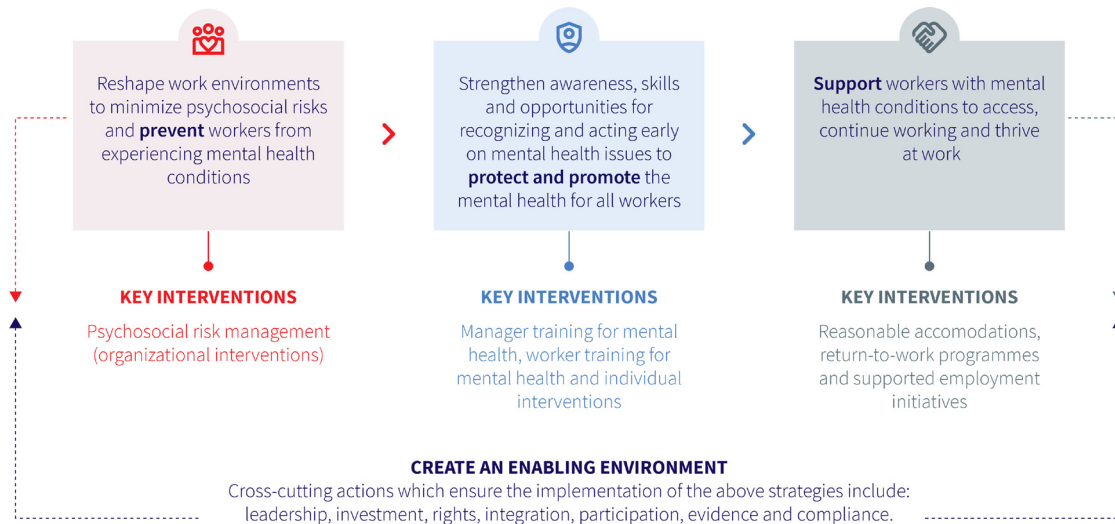 Reshape work environments
to minimize psychosocial risks
and prevent workers from
experiencing mental health
conditions
Strengthen awareness, skills
and opportunities for
recognizing and acting early
on mental health issues to
protect and promote the
mental health for all workers
Support workers with mental
health conditions to access,
continue working and thrive
at work
KEY INTERVENTIONS
Psychosocial risk management
(organizational interventions)
KEY INTERVENTIONS
Manager training for mental
health, worker training for
mental health and individual
interventions
KEY INTERVENTIONS
Reasonable accomodations,
return-to-work programmes
and supported employment
initiatives
CREATE AN ENABLING ENVIRONMENT
Cross-cutting actions which ensure the implementation of the above strategies include:
leadership, investment, rights, integration, participation, evidence and compliance.